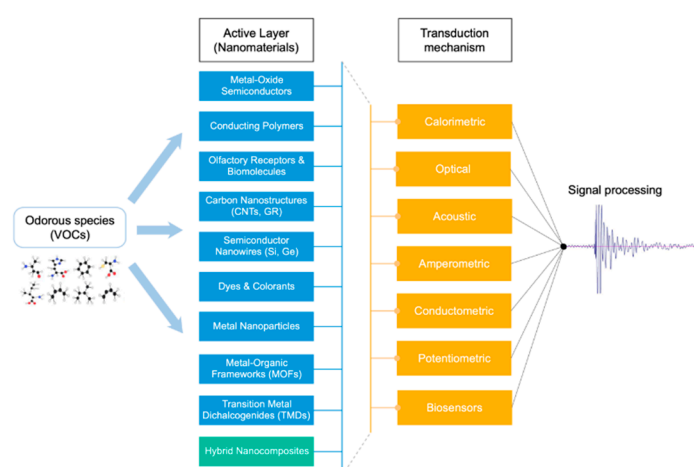 Active Layer
(Nanomaterials)
Transduction
mechanism
Metal-Oxide
Semiconductors
Conducting Polymers
Olfactory Receptors &
Biomolecules
Carbon Nanostructures
(CNTs, GR)
Semiconductor
Nanowires (Si, Ge)
Dyes & Colorants
Metal Nanoparticles
Metal-Organic
Frameworks (MOFs)
Transition Metal
Dichalcogenides (TMDs)
Hybrid Nanocomposites
Odorous species
(VOCs)
Calorimetric
Optical
Acoustic
Amperometric
Conductometric
Potentiometric
Biosensors
Signal processing